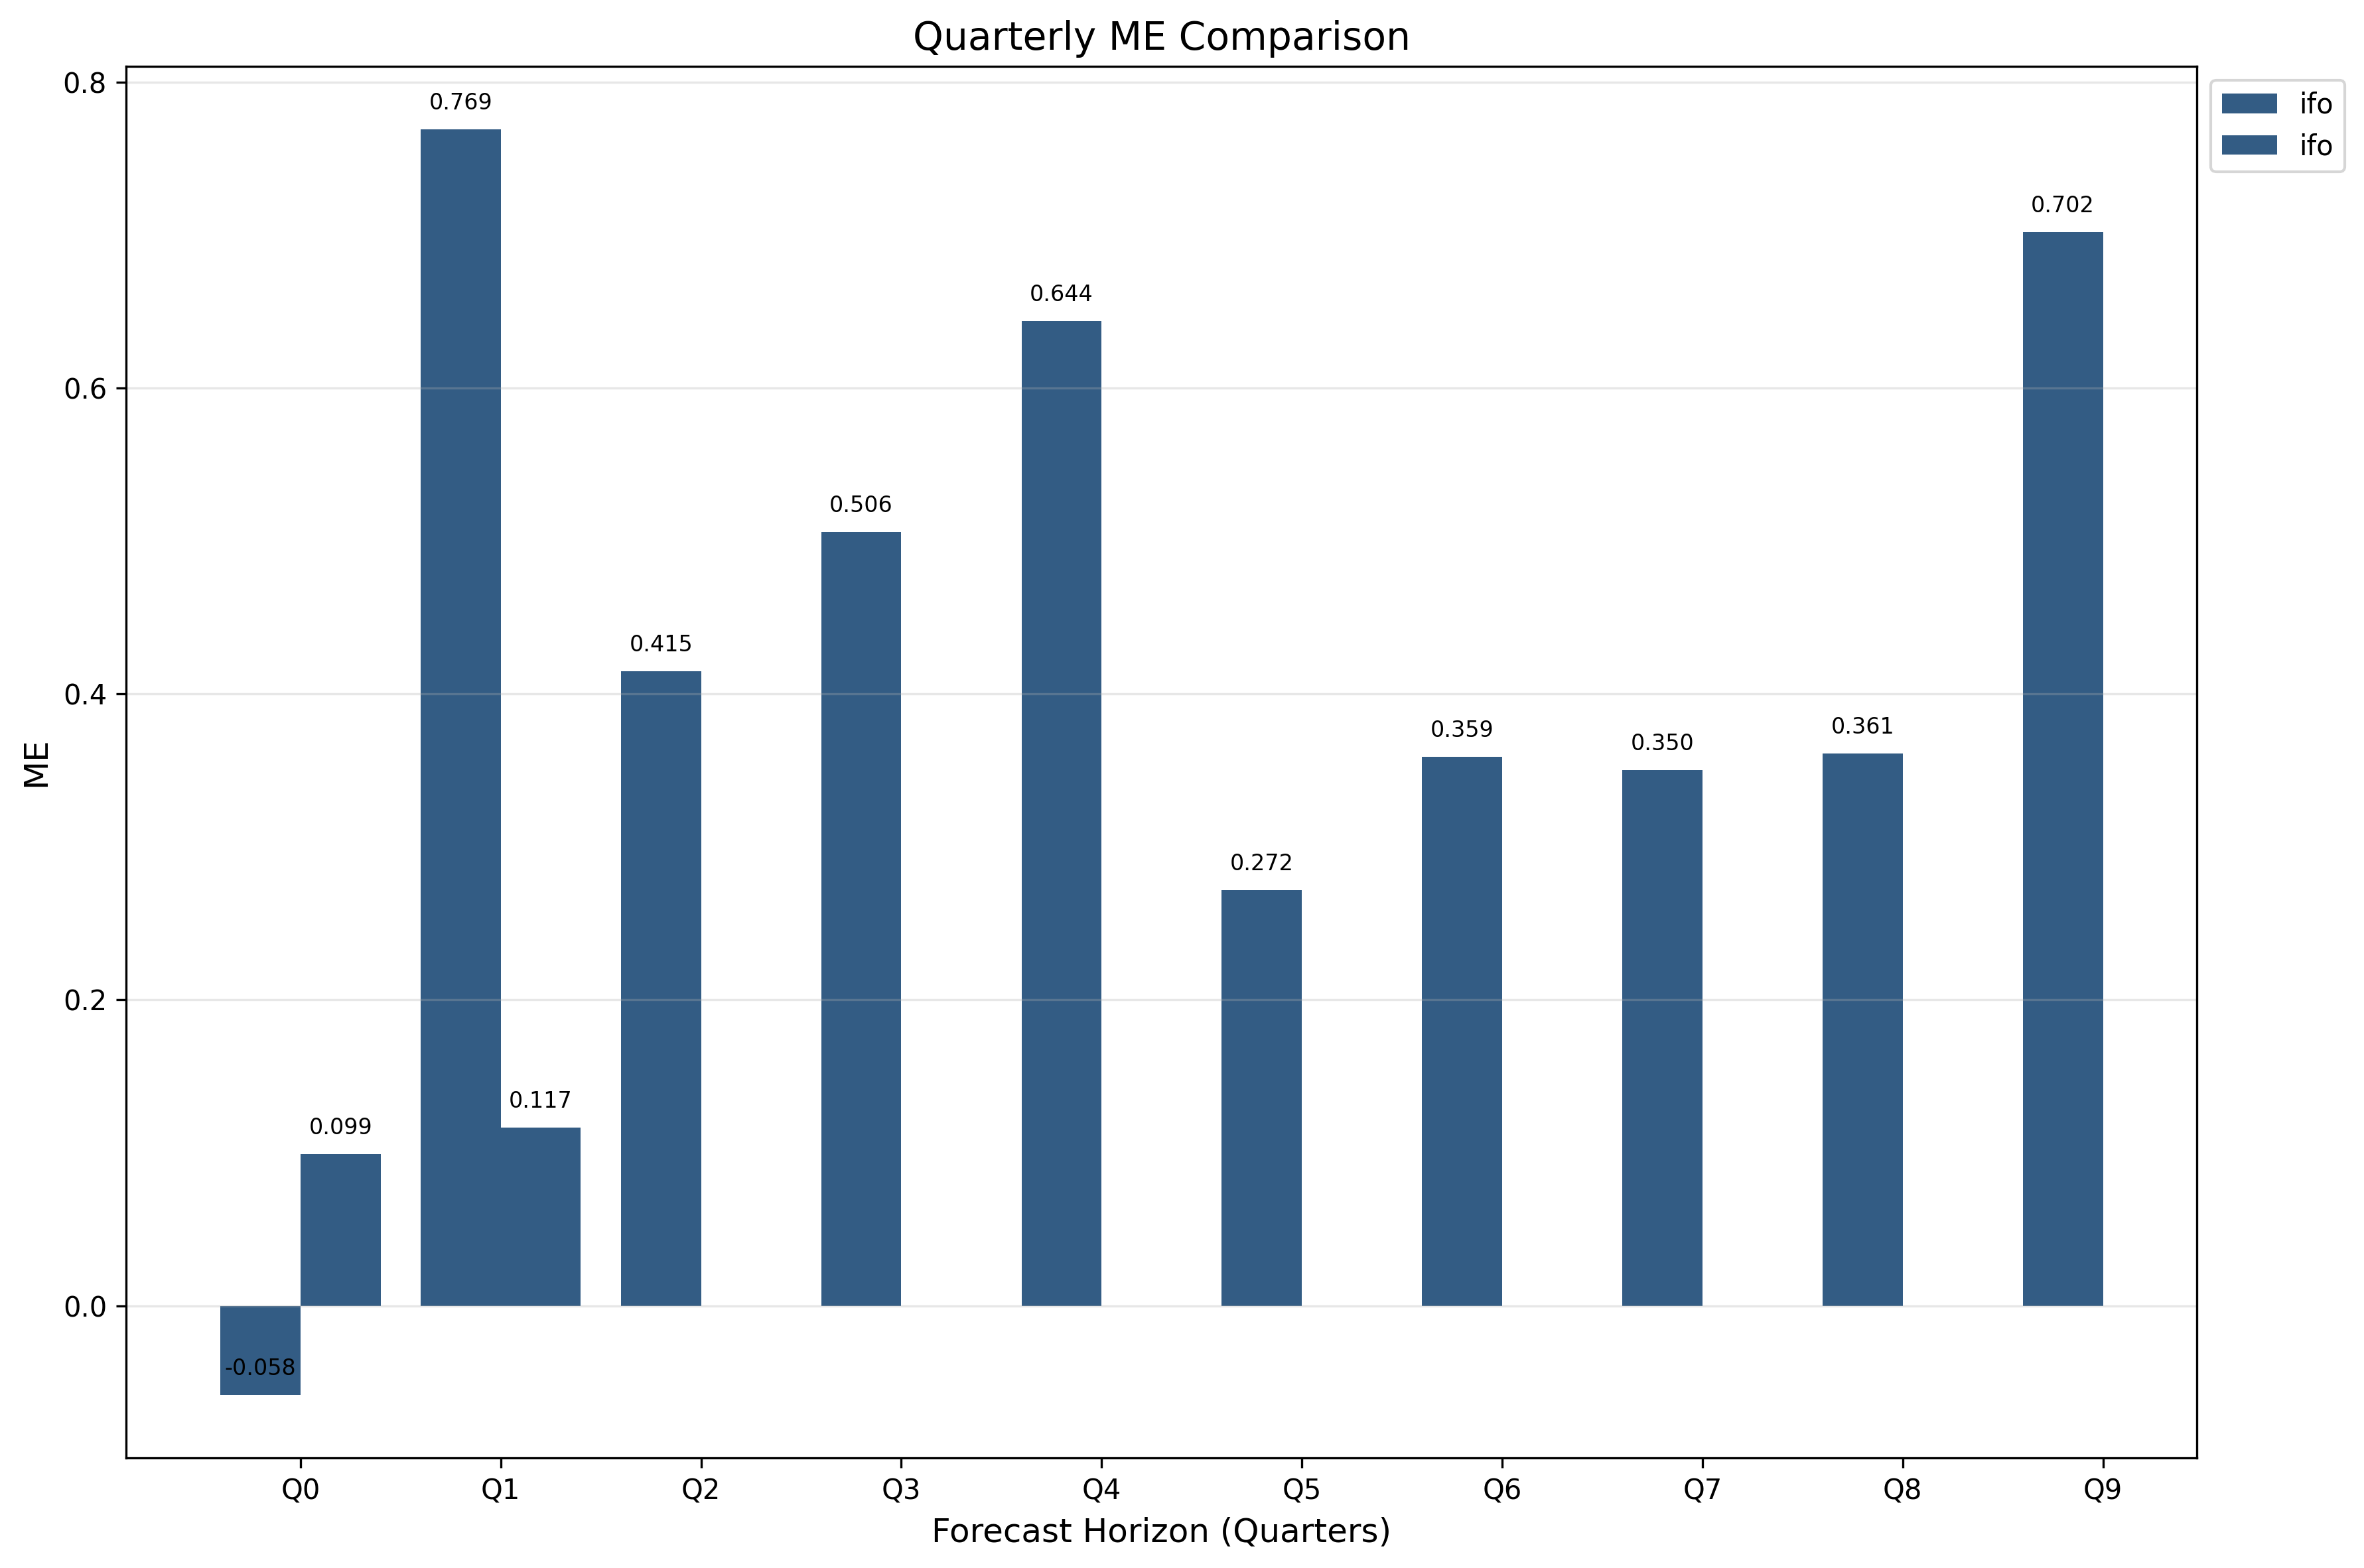 Quarterly ME Comparison
0.8
0.6
0.4
0.2
0.0
ME
0.769
0.702
0.644
0.506
0.415
0.359
0.350
0.361
0.272
0.117
0.099
-0.058
Q0 Q1 Q2 Q3 Q4 Q5 Q6 Q7 Q8 Q9
Forecast Horizon (Quarters)
ifo
ifo